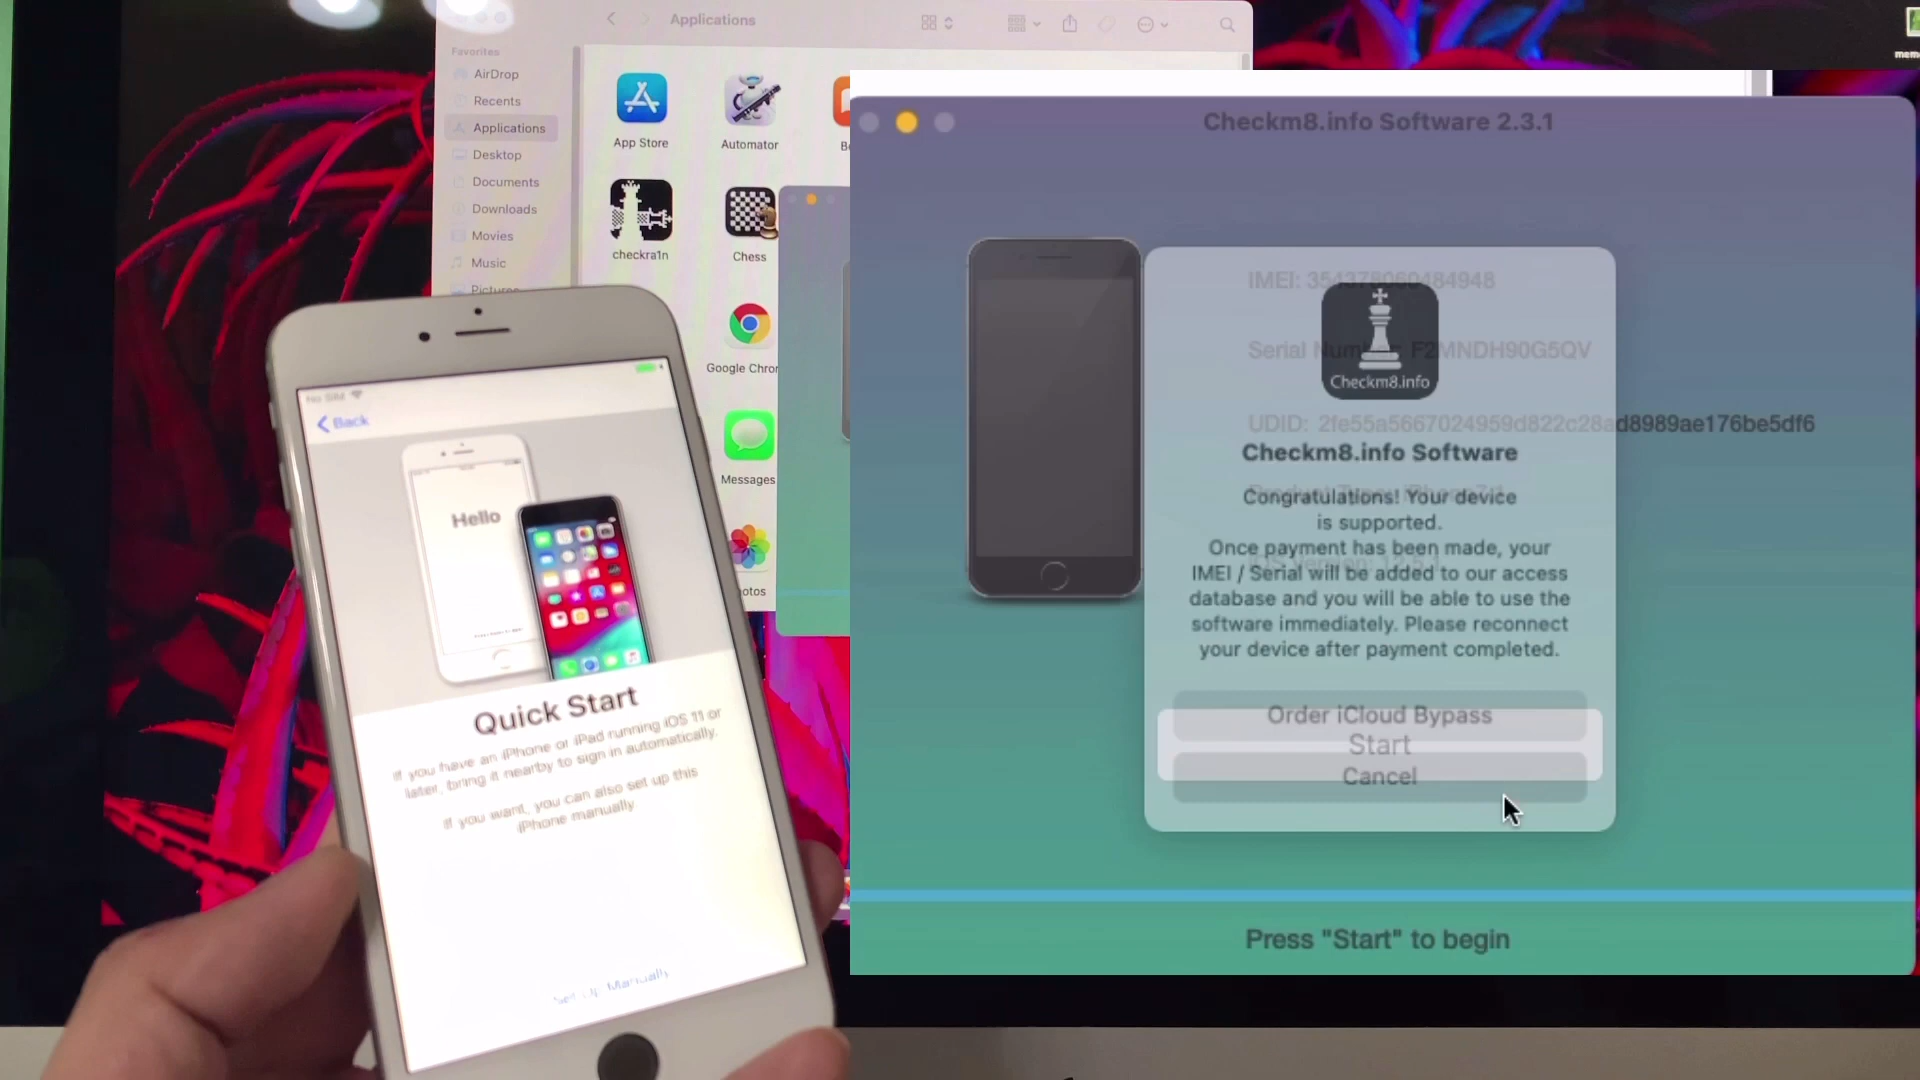 Applications
Favorites
AirDrop
Recents
Applications
Desktop
Documents
Downloads
Movies
Music
Pictures
App Store
Automator
checkra1n
Chess
Google Chro
Messages
otos
No SIM
Back
Hello
Quick Start
If you have an iPhone or iPad running iOS 11 or
later, bring it nearby to sign in automatically.
If you want, you can also set up this
iPhone manually.
Set Up Manually
Checkm8.info Software 2.3.1
IMEI: 354378060484948
Serial Number: F2MNDH90G5QV
Checkm8.info
UDID: 2fe55a5667024959d822c28ad8989ae176be5df6
Checkm8.info Software
Congratulations! Your device
is supported.
Once payment has been made, your
IMEI / Serial will be added to our access
database and you will be able to use the
software immediately. Please reconnect
your device after payment completed.
Order iCloud Bypass
Start
Cancel
Press "Start" to begin